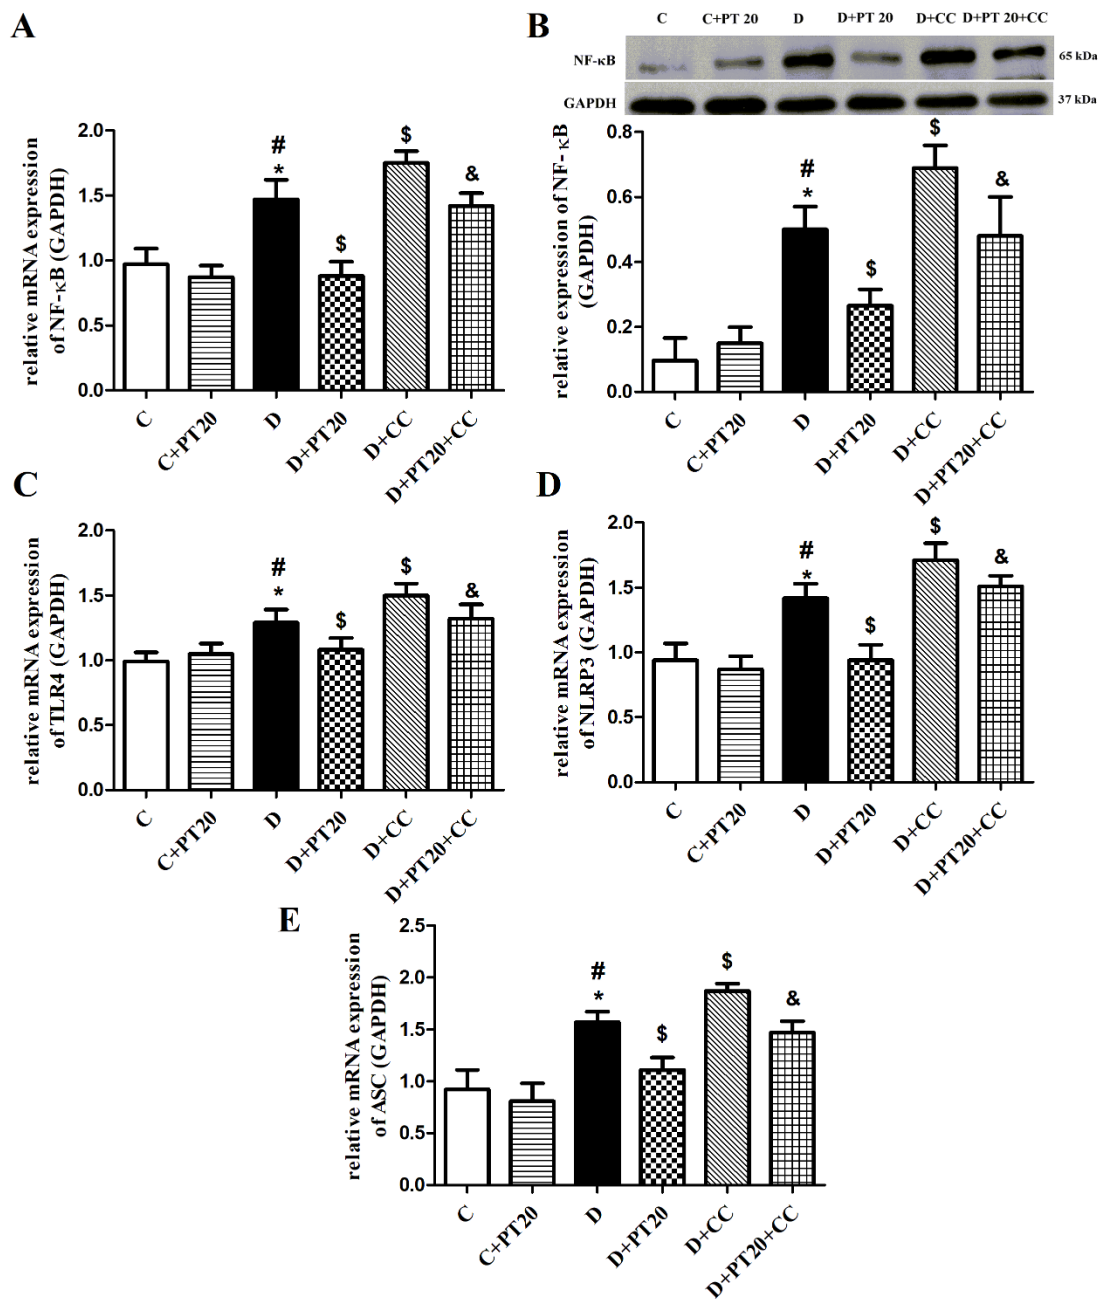 A
relative mRNA expression
of NF-κB (GAPDH)
2.0
1.5
1.0
0.5
0.0
#
*
$
$
&
C
C+PT20
D
D+PT20
D+CC
D+PT20+CC
B
C C+PT 20 D D+PT 20 D+CC D+PT 20+CC
NF-κB 65 kDa
GAPDH 37 kDa
relative expression of NF-κB
(GAPDH)
0.8
0.6
0.4
0.2
0.0
#
*
$
$
&
C
C+PT20
D
D+PT20
D+CC
D+PT20+CC
C
relative mRNA expression
of TLR4 (GAPDH)
2.0
1.5
1.0
0.5
0.0
#
*
$
$
&
C
C+PT20
D
D+PT20
D+CC
D+PT20+CC
D
relative mRNA expression
of NLRP3 (GAPDH)
2.0
1.5
1.0
0.5
0.0
#
*
$
$
&
C
C+PT20
D
D+PT20
D+CC
D+PT20+CC
E
relative mRNA expression
of ASC (GAPDH)
2.5
2.0
1.5
1.0
0.5
0.0
#
*
$
$
&
C
C+PT20
D
D+PT20
D+CC
D+PT20+CC